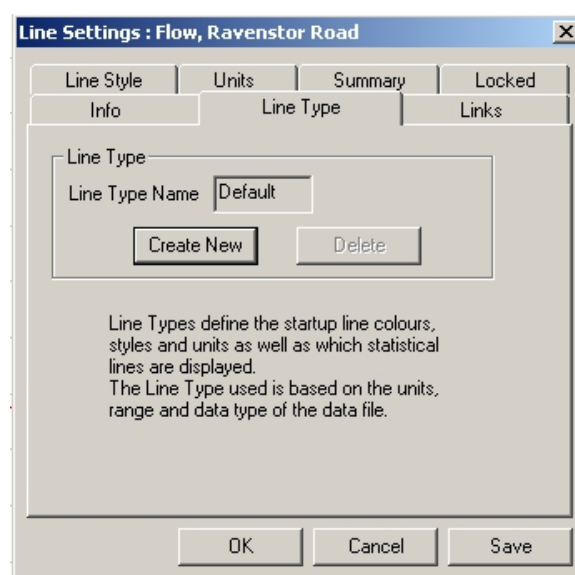 Line Settings : Flow, Ravenstor Road
Line Style Units Summary Locked
Info Line Type Links
Line Type
Line Type Name Default
Create New Delete
Line Types define the startup line colours,
styles and units as well as which statistical
lines are displayed.
The Line Type used is based on the units,
range and data type of the data file.
OK Cancel Save